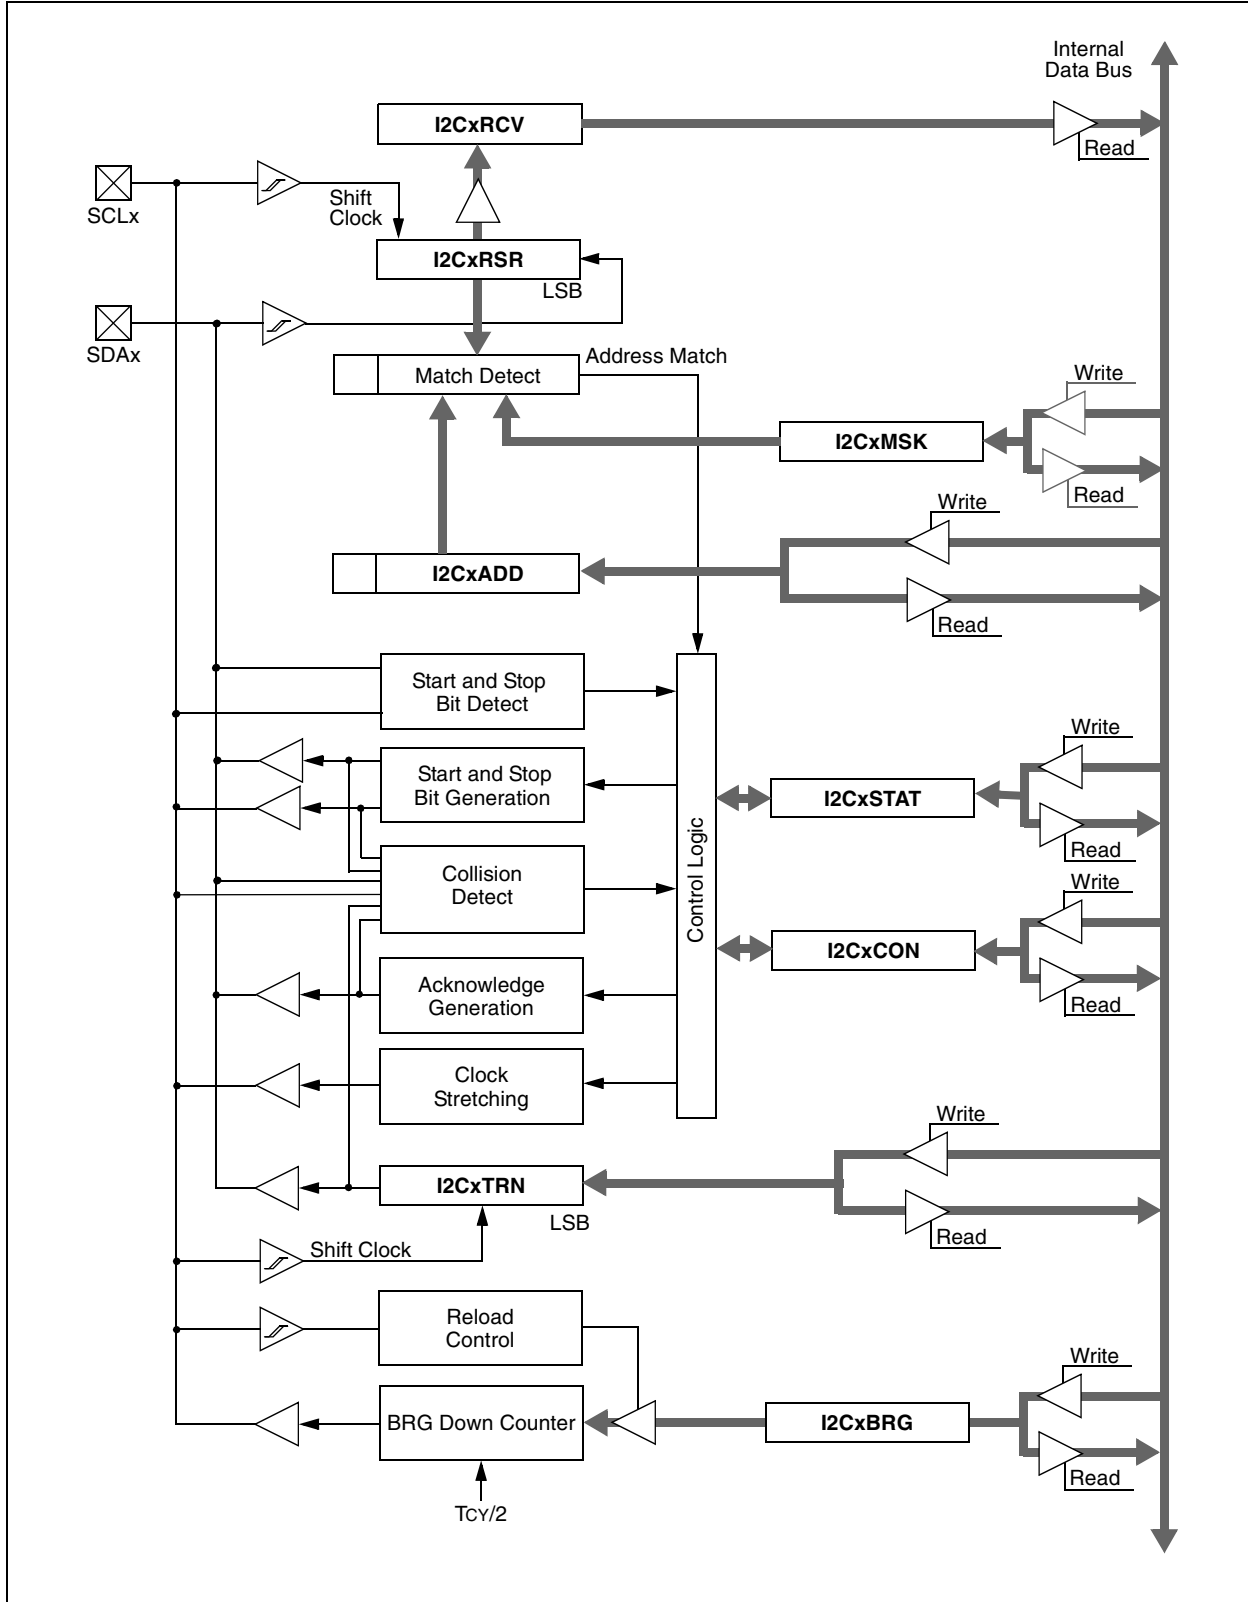 Internal
Data Bus
I2CxRCV
Read
SCLx
Shift
Clock
I2CxRSR
LSB
SDAx
Address Match
Match Detect
Write
I2CxMSK
Read
Write
I2CxADD
Read
Start and Stop
Bit Detect
Write
Start and Stop
Bit Generation
I2CxSTAT
Control Logic
Read
Collision
Detect
Write
I2CxCON
Acknowledge
Generation
Read
Clock
Stretching
Write
I2CxTRN
LSB
Read
Shift Clock
Reload
Control
Write
BRG Down Counter
I2CxBRG
Read
TCY/2